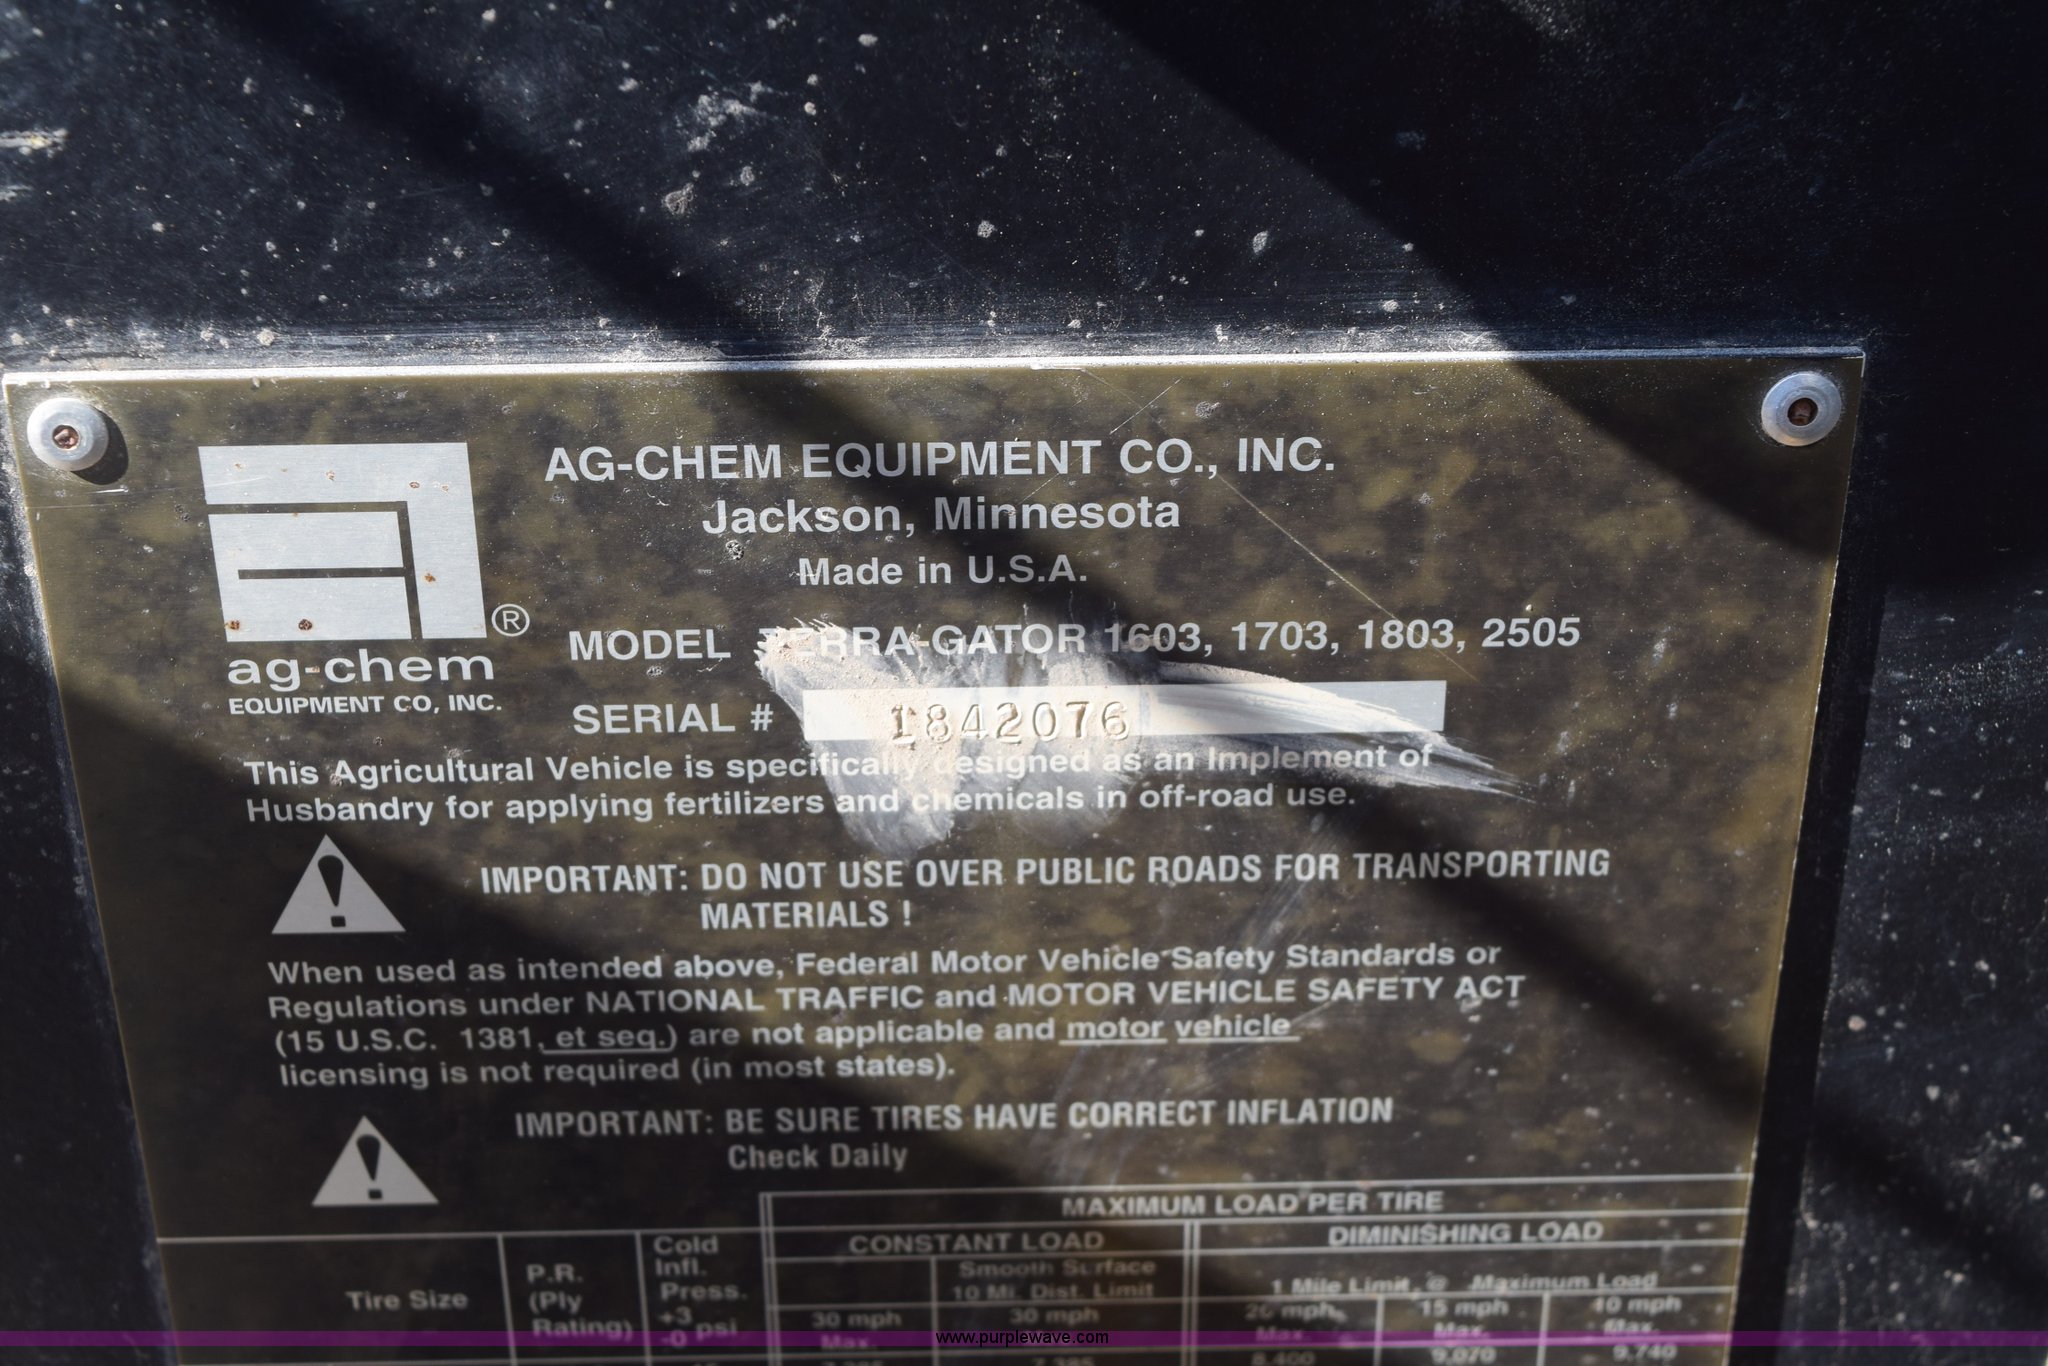 AG-CHEM EQUIPMENT CO., INC.
Jackson, Minnesota
Made in U.S.A.
®
ag-chem
EQUIPMENT CO, INC.
MODEL TERRA-GATOR 1603, 1703, 1803, 2505
SERIAL # 1842076
This Agricultural Vehicle is specifically designed as an Implement of
Husbandry for applying fertilizers and chemicals in off-road use.
IMPORTANT: DO NOT USE OVER PUBLIC ROADS FOR TRANSPORTING
MATERIALS !
When used as intended above, Federal Motor Vehicle Safety Standards or
Regulations under NATIONAL TRAFFIC and MOTOR VEHICLE SAFETY ACT
(15 U.S.C. 1381, et seq.) are not applicable and motor vehicle
licensing is not required (in most states).
IMPORTANT: BE SURE TIRES HAVE CORRECT INFLATION
Check Daily
MAXIMUM LOAD PER TIRE
CONSTANT LOAD
DIMINISHING LOAD
Tire Size
P.R.
(Ply
Rating)
Cold
Infl.
Press.
+3
-0 psi
30 mph
Max.
Smooth Surface
10 Mi. Dist. Limit
30 mph
1 Mile Limit @ Maximum Load
20 mph
Max.
15 mph
Max.
10 mph
Max.
8,400
9,070
9,740
www.purplewave.com